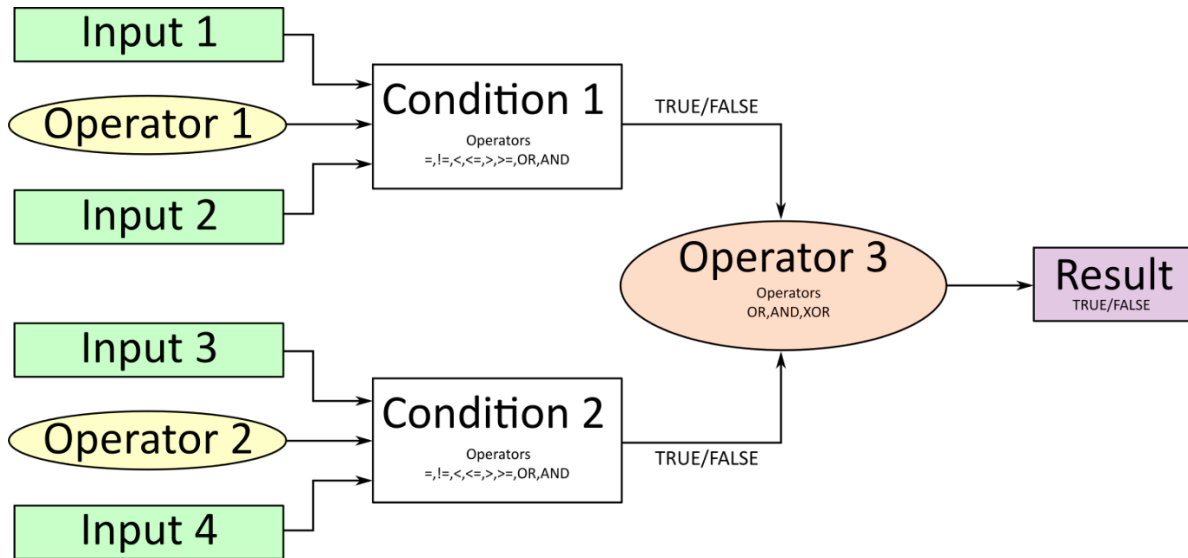 Input 1
Operator 1
Input 2
Condition 1
Operators
=,!=,<,<=,>,>=,OR,AND
TRUE/FALSE
Operator 3
Operators
OR,AND,XOR
Result
TRUE/FALSE
Input 3
Operator 2
Input 4
Condition 2
Operators
=,!=,<,<=,>,>=,OR,AND
TRUE/FALSE